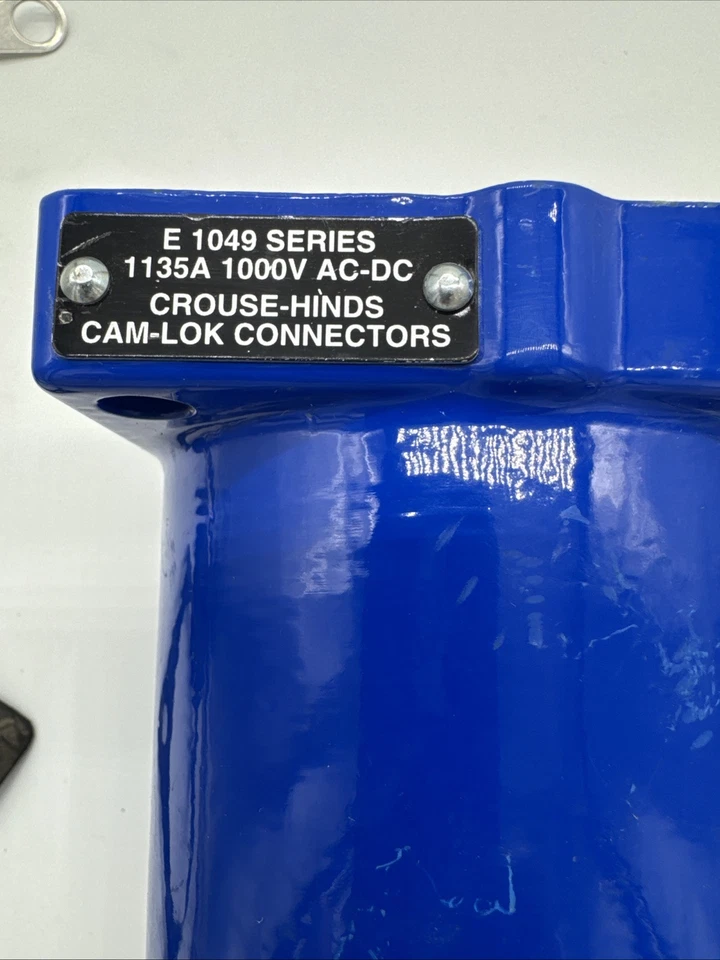 E 1049 SERIES
1135A 1000V AC-DC
CROUSE-HINDS
CAM-LOK CONNECTORS